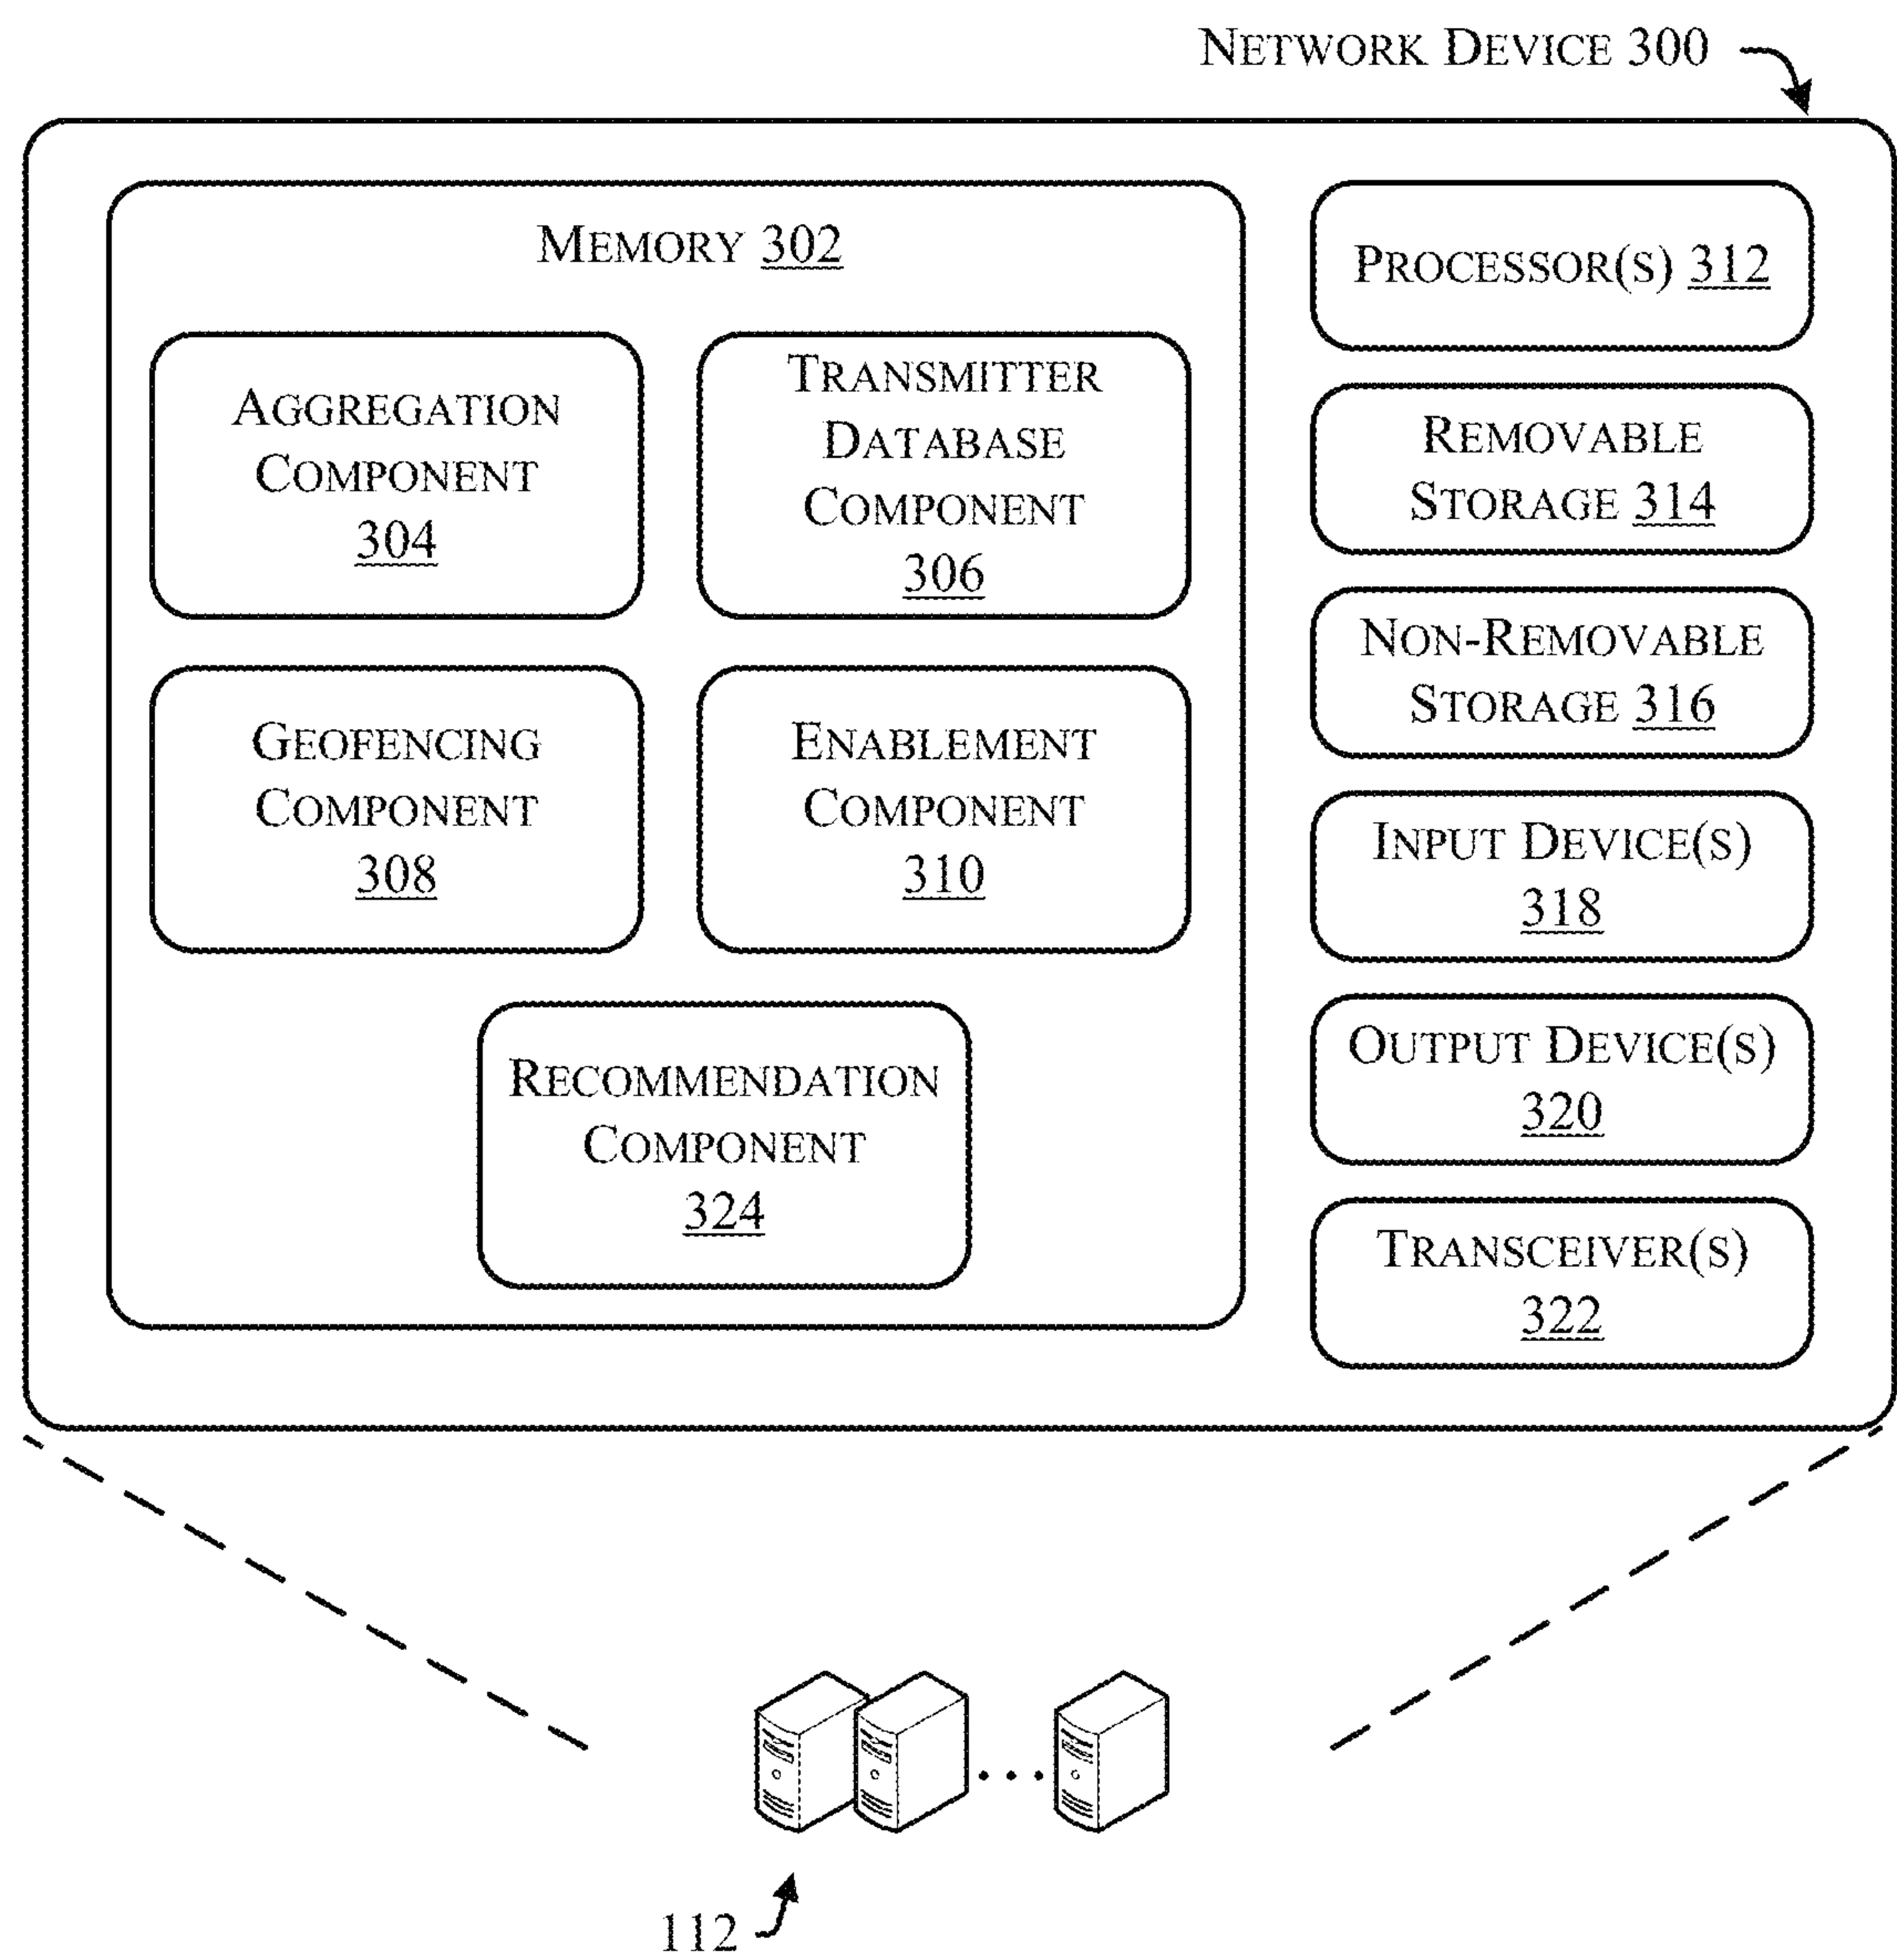 NETWORK DEVICE 300
MEMORY 302
AGGREGATION
COMPONENT
304
TRANSMITTER
DATABASE
COMPONENT
306
GEOFENCING
COMPONENT
308
ENABLEMENT
COMPONENT
310
RECOMMENDATION
COMPONENT
324
PROCESSOR(S) 312
REMOVABLE
STORAGE 314
NON-REMOVABLE
STORAGE 316
INPUT DEVICE(S)
318
OUTPUT DEVICE(S)
320
TRANSCEIVER(S)
322
112